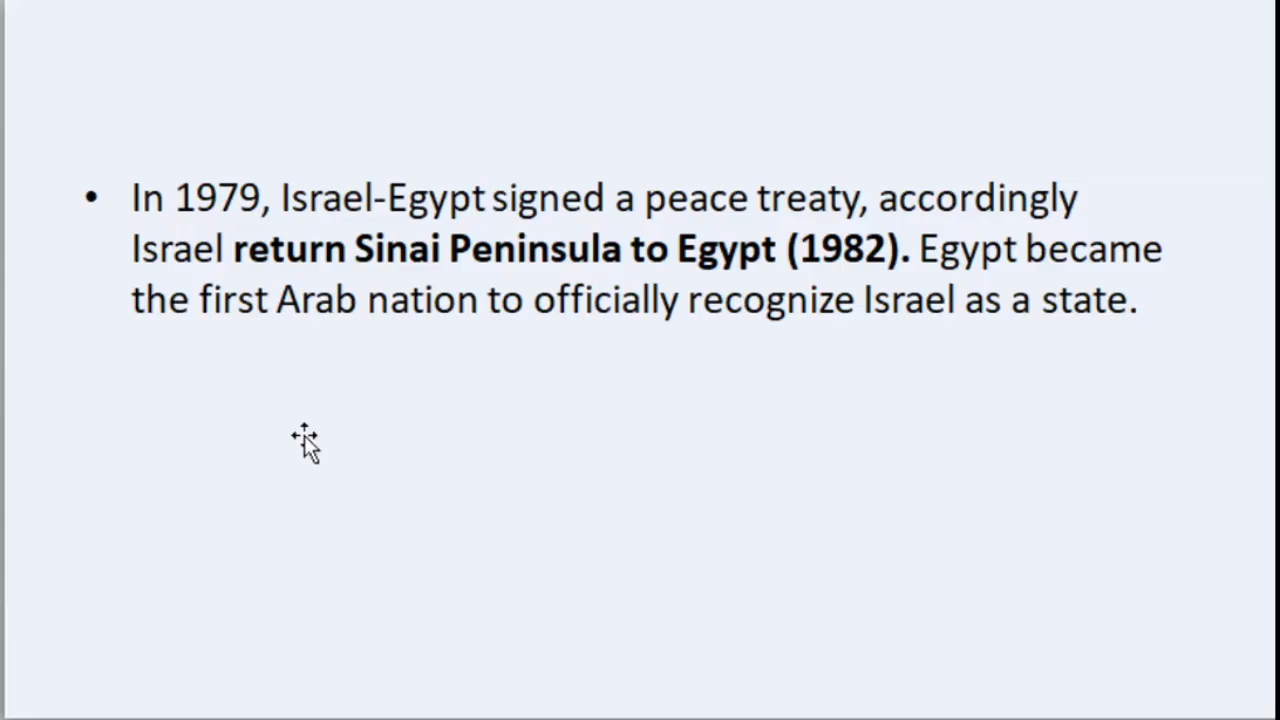 • In 1979, Israel-Egypt signed a peace treaty, accordingly
Israel return Sinai Peninsula to Egypt (1982). Egypt became
the first Arab nation to officially recognize Israel as a state.